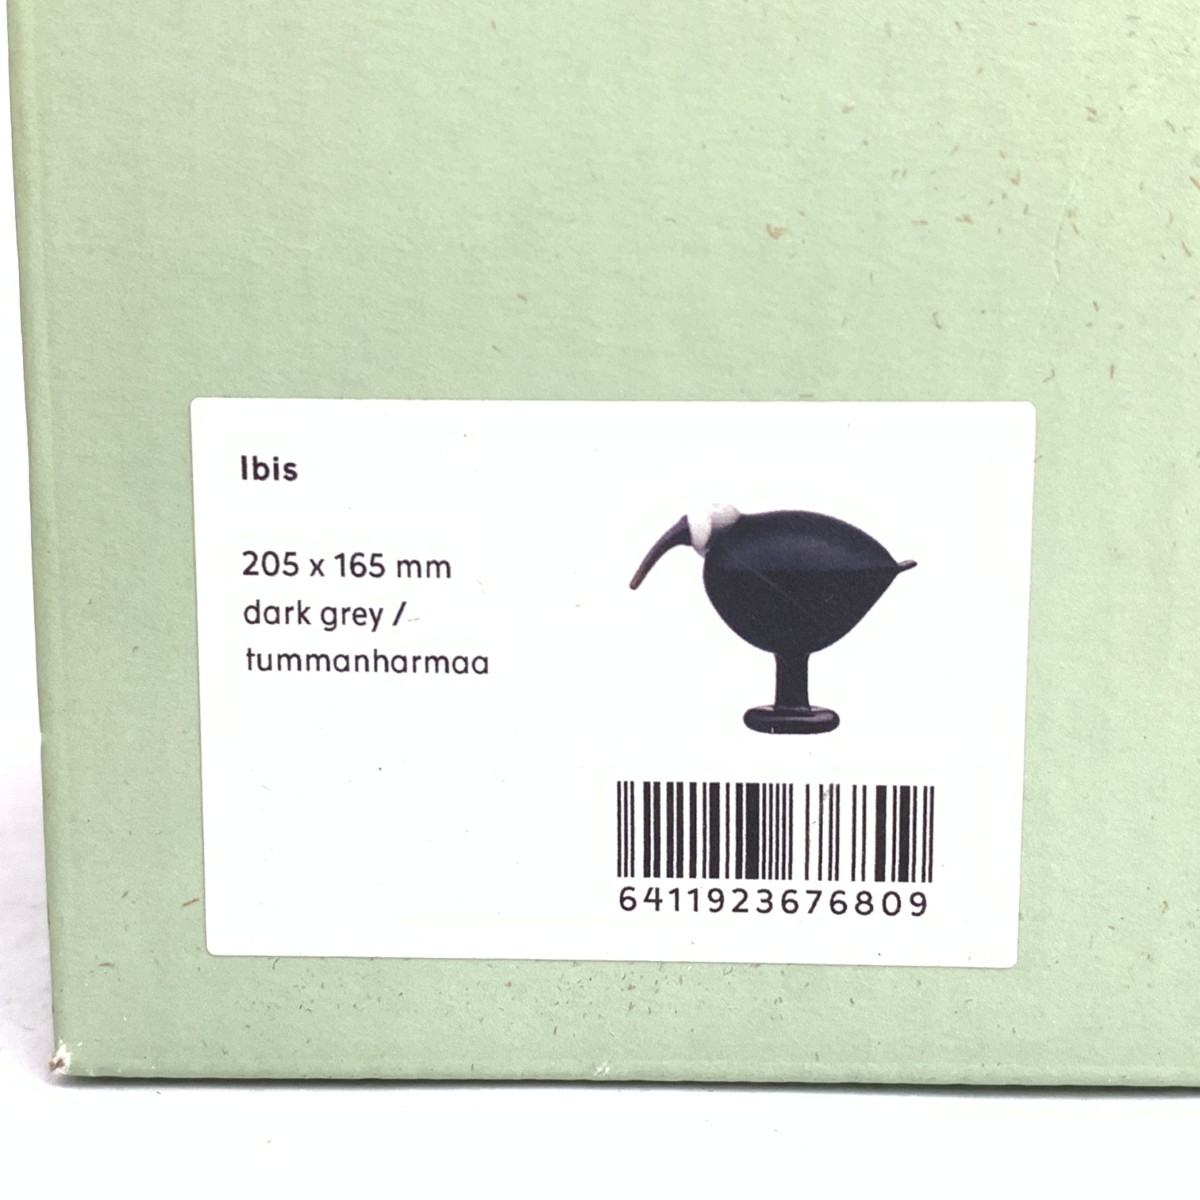 Ibis
205 x 165 mm
dark grey /
tummanharmaa
6411923676809